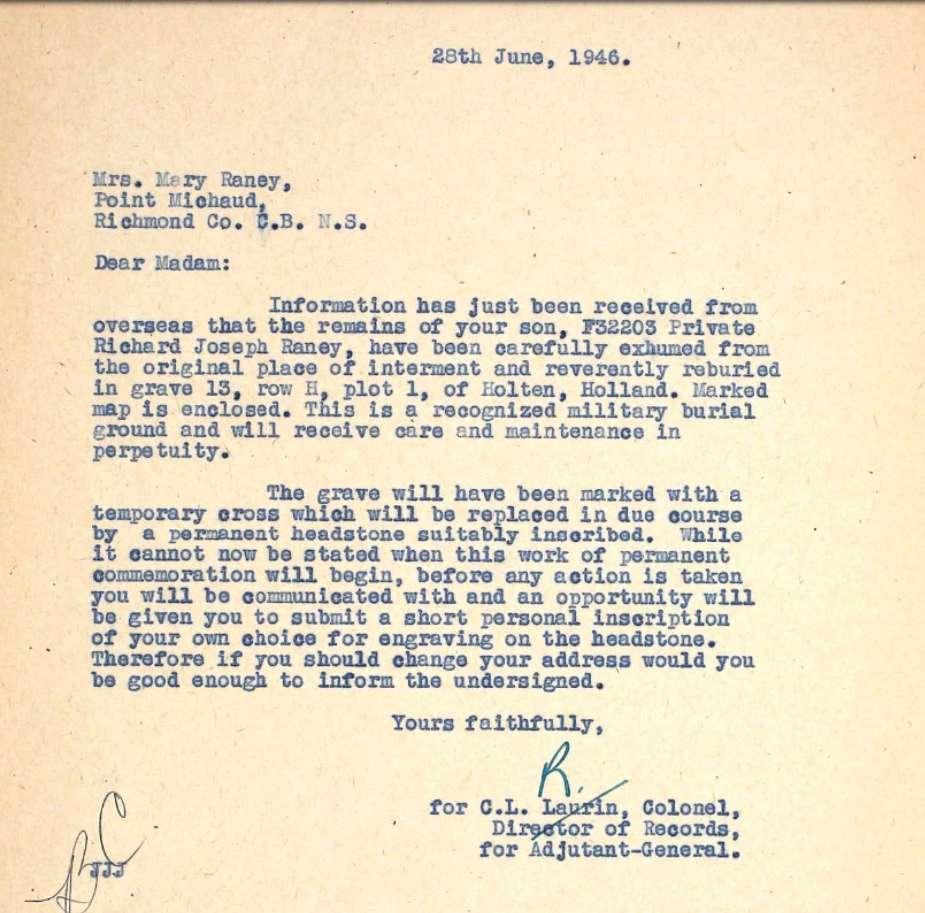 28th June, 1946.
Mrs. Mary Raney,
Point Michaud,
Richmond Co. C.B. N.S.
Dear Madam:
Information has just been received from
overseas that the remains of your son, F32203 Private
Richard Joseph Raney, have been carefully exhumed from
the original place of interment and reverently reburied
in grave 13, row H, plot 1, of Holten, Holland. Marked
map is enclosed. This is a recognized military burial
ground and will receive care and maintenance in
perpetuity.
The grave will have been marked with a
temporary cross which will be replaced in due course
by a permanent headstone suitably inscribed. While
it cannot now be stated when this work of permanent
commemoration will begin, before any action is taken
you will be communicated with and an opportunity will
be given you to submit a short personal inscription
of your own choice for engraving on the headstone.
Therefore if you should change your address would you
be good enough to inform the undersigned.
Yours faithfully,
R.
for C.L. Laurin, Colonel,
Director of Records,
for Adjutant-General.
JJJ